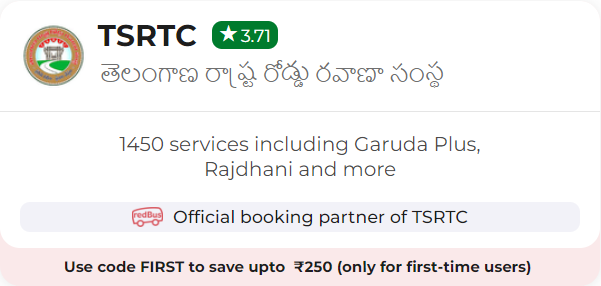 TSRTC ★ 3.71
తెలంగాణ రాష్ట్ర రోడ్డు రవాణా సంస్థ
1450 services including Garuda Plus,
Rajdhani and more
redBus Official booking partner of TSRTC
Use code FIRST to save upto ₹250 (only for first-time users)